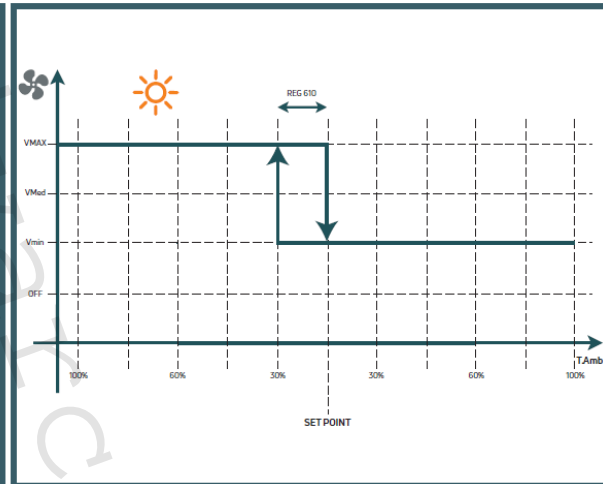 REG 610
VMAX
VMed
Vmin
OFF
T.Amb
100%
60%
30%
30%
60%
100%
SET POINT